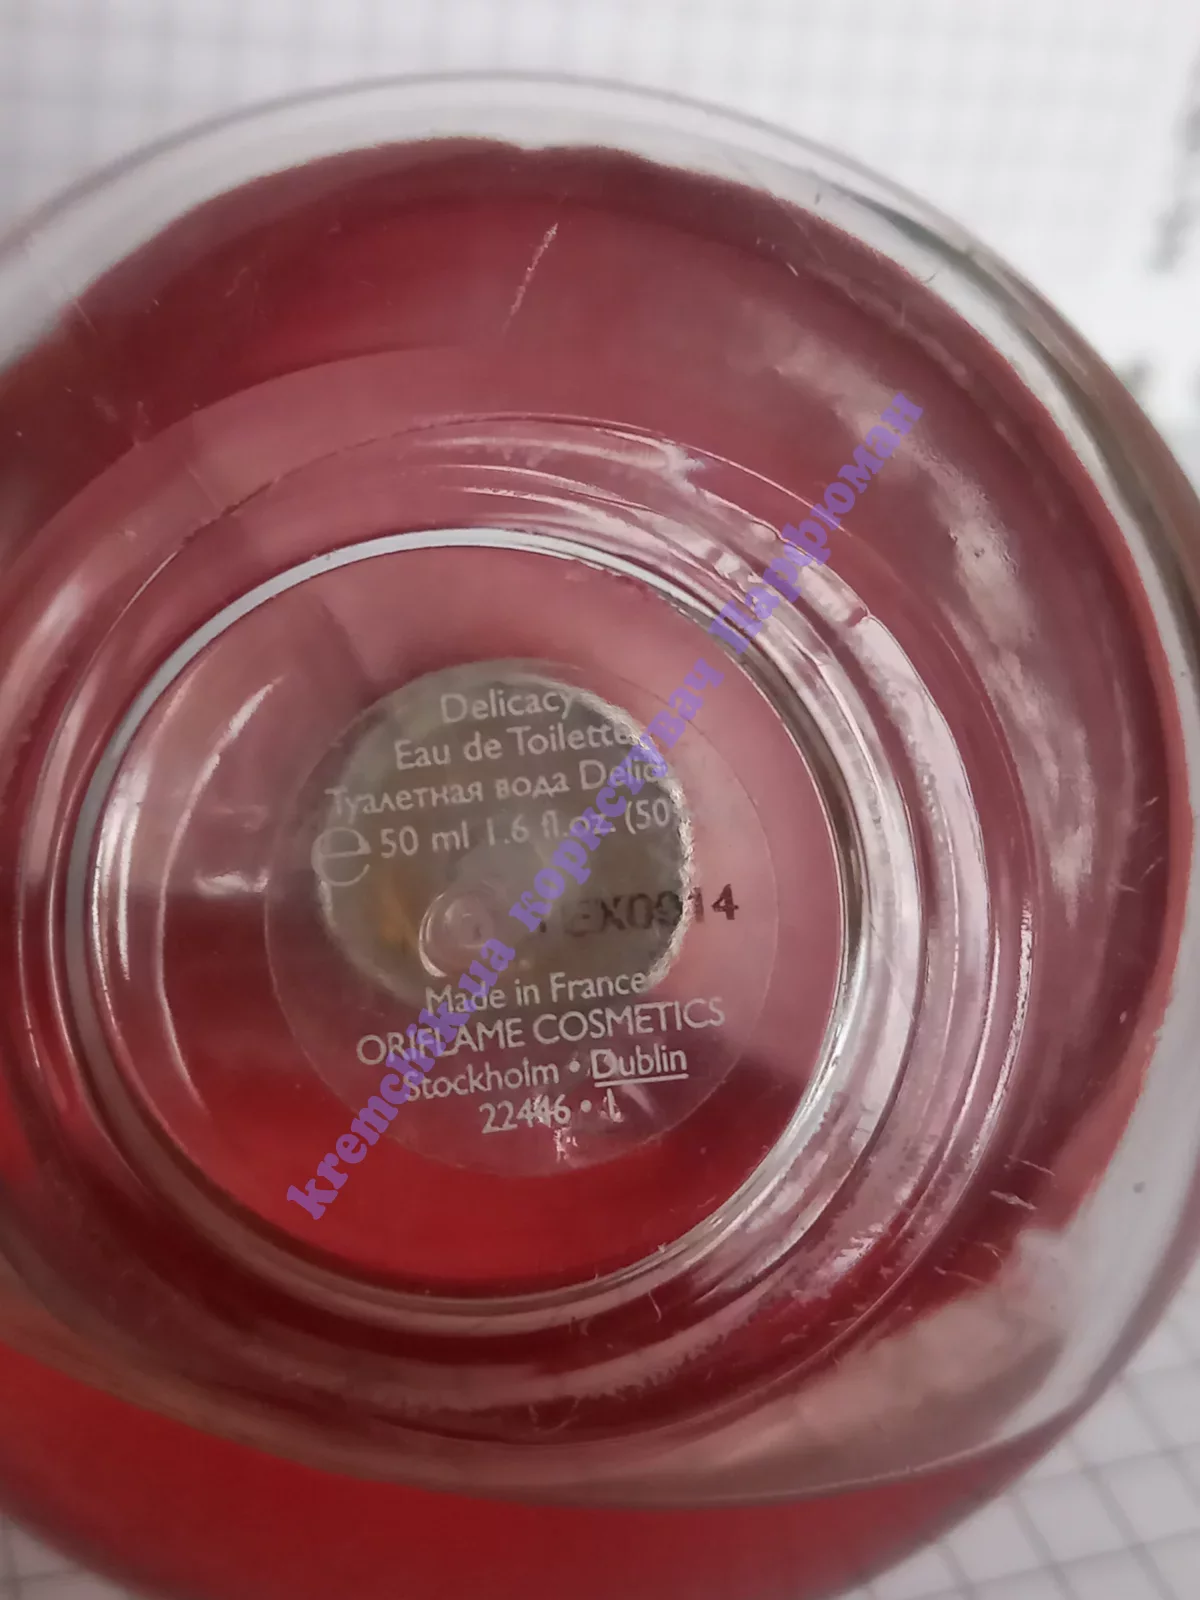 Delicacy
Eau de Toilette
Туалетная вода Delic
℮ 50 ml 1.6 fl.oz. (50
EX0914
Made in France
ORIFLAME COSMETICS
Stockholm • Dublin
22446 • t
kremchik.ua користувач Парфюман